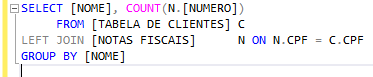 SELECT [NOME], COUNT(N.[NUMERO])
FROM [TABELA DE CLIENTES] C
LEFT JOIN [NOTAS FISCAIS] N ON N.CPF = C.CPF
GROUP BY [NOME]